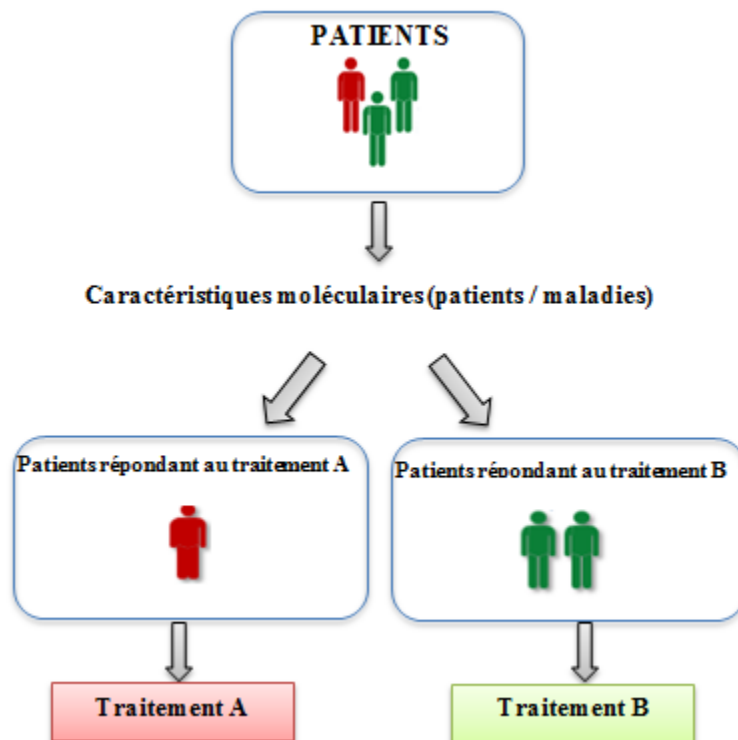 PATIENTS
Caractéristiques moléculaires (patients / maladies)
Patients répondant au traitement A
Patients répondant au traitement B
Traitement A
Traitement B